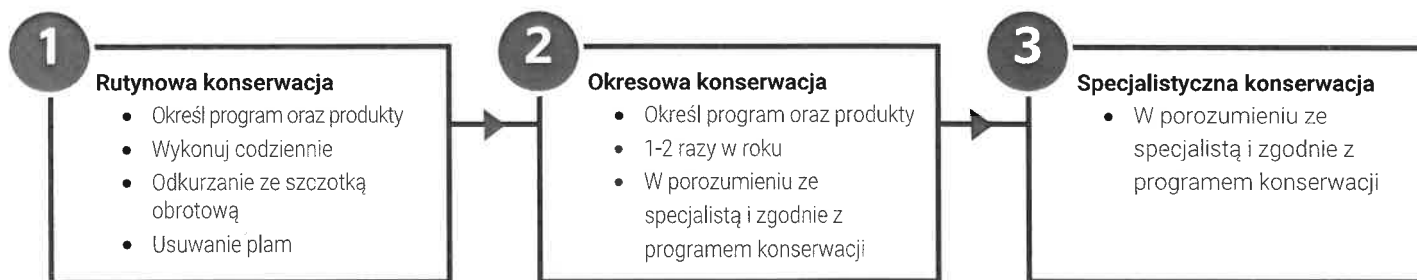 1
Rutynowa konserwacja
• Określ program oraz produkty
• Wykonuj codziennie
• Odkurzanie ze szczotką
obrotową
• Usuwanie plam
2
Okresowa konserwacja
• Określ program oraz produkty
• 1-2 razy w roku
• W porozumieniu ze
specjalistą i zgodnie z
programem konserwacji
3
Specjalistyczna konserwacja
• W porozumieniu ze
specjalistą i zgodnie z
programem konserwacji